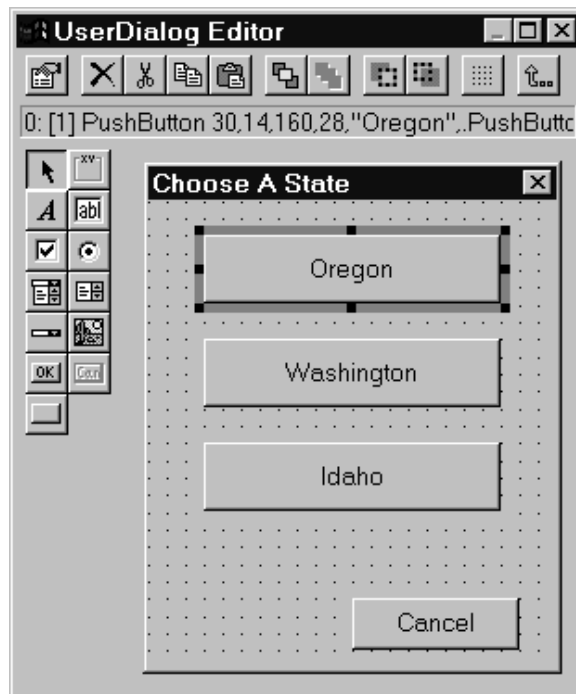 UserDialog Editor
0: [1] PushButton 30,14,160,28,"Oregon",.PushButto
XY
A
abl
OK
Can
Choose A State
Oregon
Washington
Idaho
Cancel